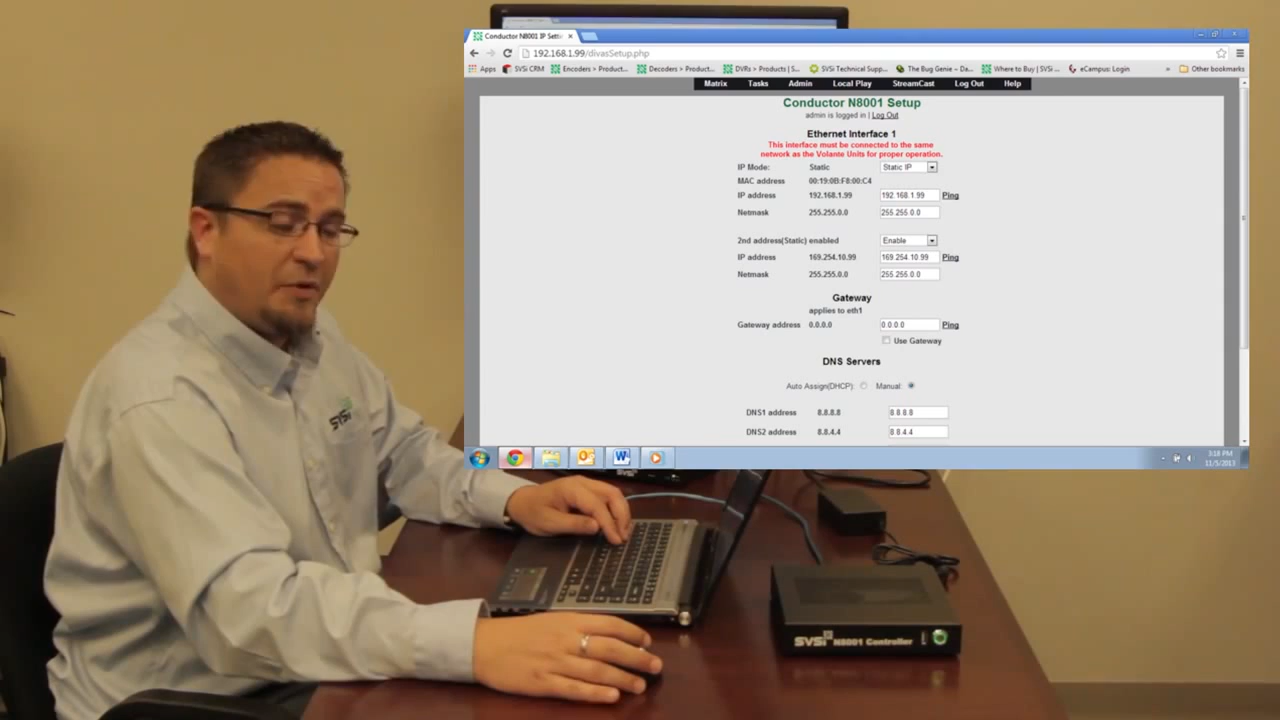 Conductor N8001 IP Setti
192.168.1.99/divasSetup.php
Apps SVSi CRM Encoders > Product... Decoders > Product... DVRs > Products | S... SVSi Technical Supp... The Bug Genie ~ Da... Where to Buy | SVSi ... eCampus: Login » Other bookmarks
Matrix Tasks Admin Local Play StreamCast Log Out Help
Conductor N8001 Setup
admin is logged in | Log Out
Ethernet Interface 1
This interface must be connected to the same
network as the Volante Units for proper operation.
IP Mode: Static Static IP
MAC address 00:19:0B:F8:00:C4
IP address 192.168.1.99 192.168.1.99 Ping
Netmask 255.255.0.0 255.255.0.0
2nd address(Static) enabled Enable
IP address 169.254.10.99 169.254.10.99 Ping
Netmask 255.255.0.0 255.255.0.0
Gateway
applies to eth1
Gateway address 0.0.0.0 0.0.0.0 Ping
Use Gateway
DNS Servers
Auto Assign(DHCP): Manual:
DNS1 address 8.8.8.8 8.8.8.8
DNS2 address 8.8.4.4 8.8.4.4
3:18 PM
11/5/2013
SVSi
SVSi N8001 Controller